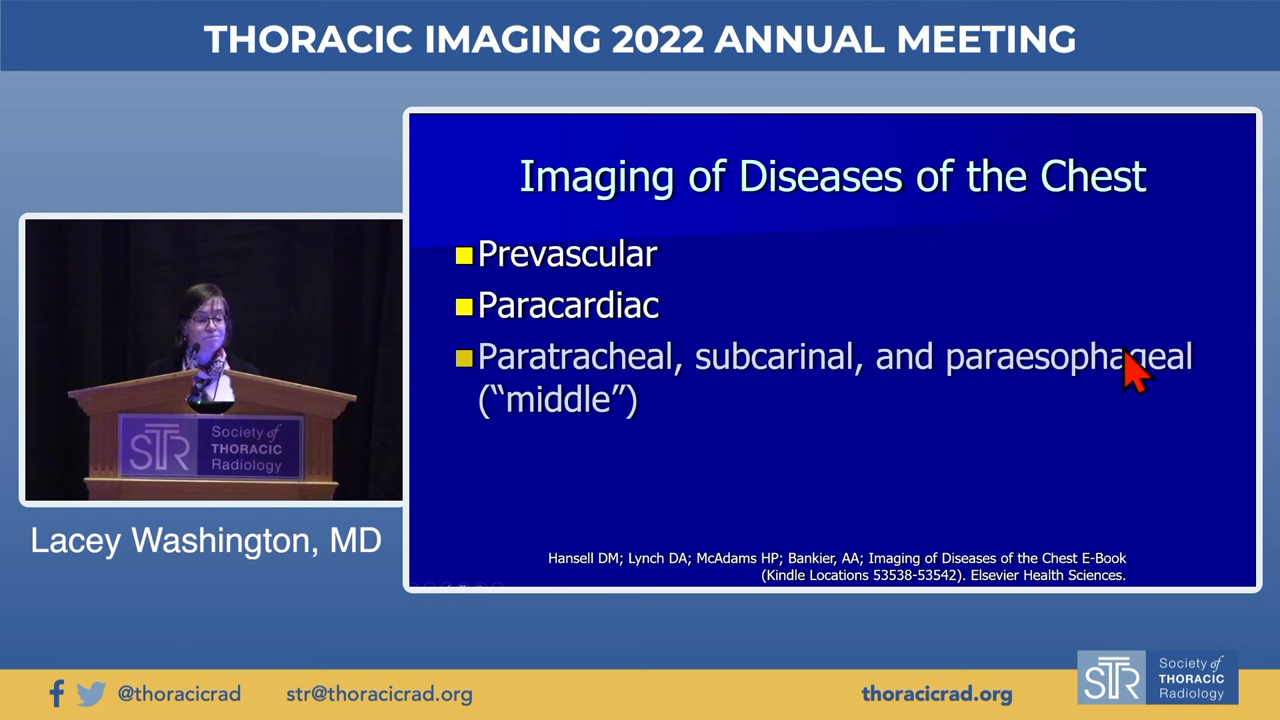 THORACIC IMAGING 2022 ANNUAL MEETING
Imaging of Diseases of the Chest
Prevascular
Paracardiac
Paratracheal, subcarinal, and paraesophageal
(“middle”)
Hansell DM; Lynch DA; McAdams HP; Bankier, AA; Imaging of Diseases of the Chest E-Book
(Kindle Locations 53538-53542). Elsevier Health Sciences.
STR
Society of
THORACIC
Radiology
Lacey Washington, MD
@thoracicrad
str@thoracicrad.org
thoracicrad.org
STR
Society of
THORACIC
Radiology